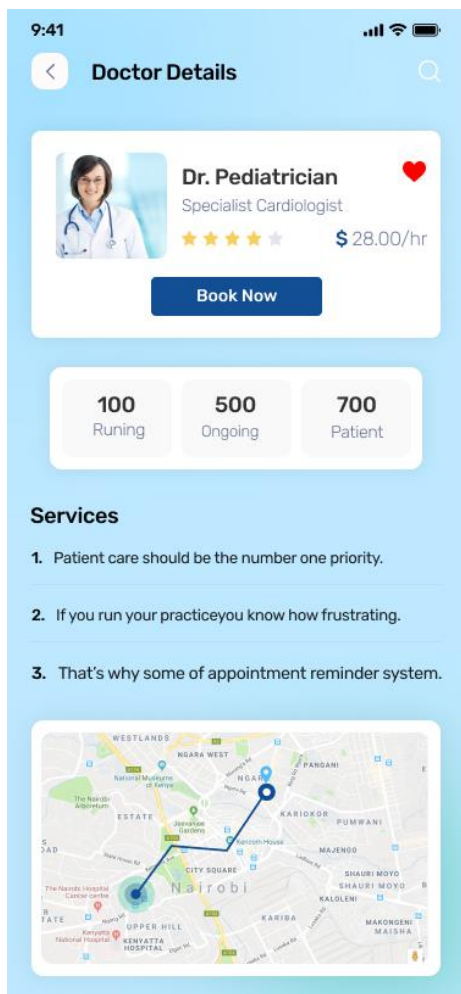 9:41
Doctor Details
Dr. Pediatrician
Specialist Cardiologist
$ 28.00/hr
Book Now
100
Runing
500
Ongoing
700
Patient
Services
1. Patient care should be the number one priority.
2. If you run your practiceyou know how frustrating.
3. That's why some of appointment reminder system.
WESTLANDS
NGARA WEST
PANGANI
National Museums
of Kenya
NGARA
The Nairobi
Arboretum
ESTATE
Jeevanjee
Gardens
KARIOKOR
PUMWANI
Kencom House
MAJENGO
CITY SQUARE
SHAURI MOYO
SHAURI MOYO
The Nairobi Hospital
Cancer centre
Nairobi
KALOLENI
KARIBA
UPPER HILL
MAKONGENI
MAISHA
Kenyatta
National Hospital
KENYATTA
HOSPITAL